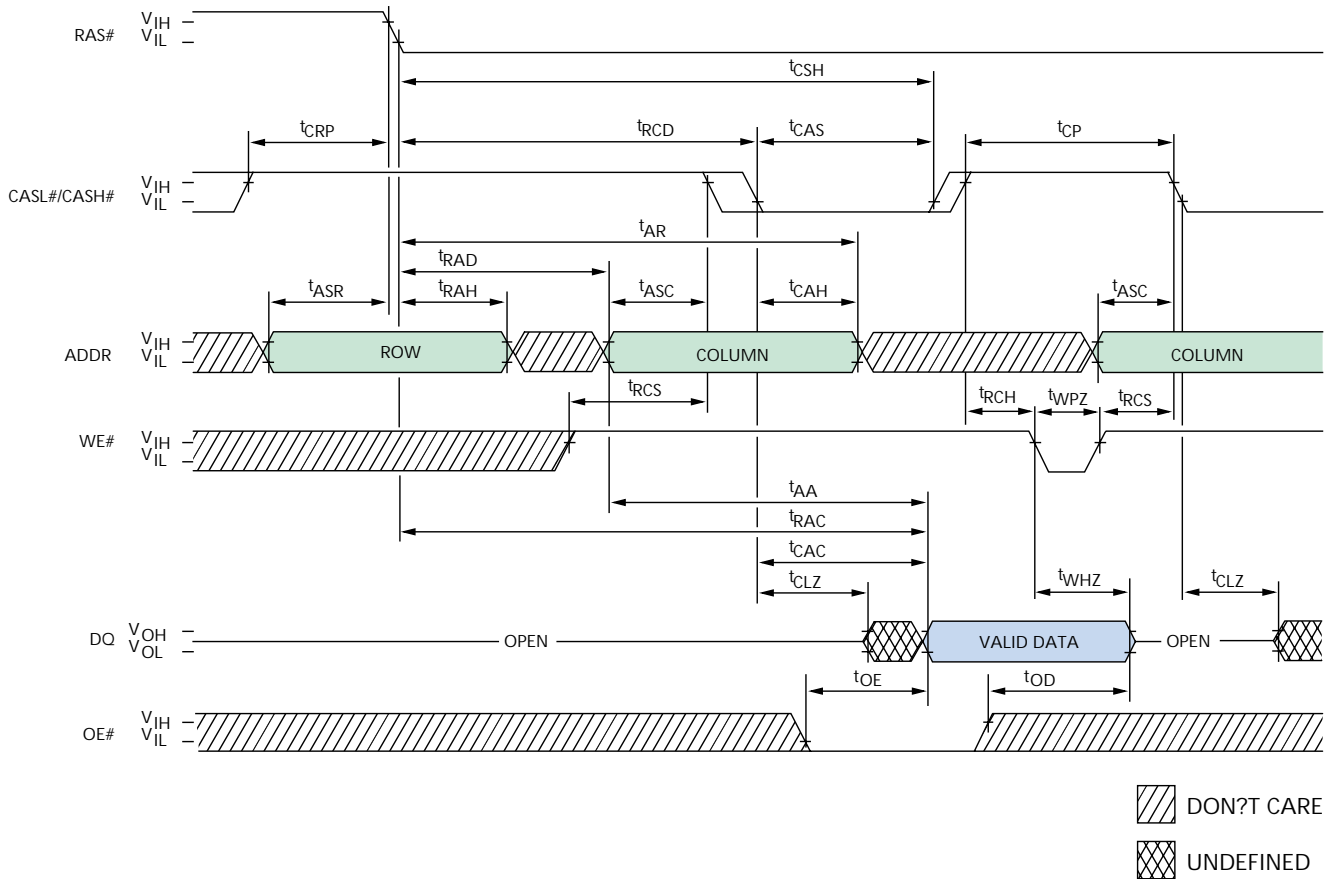 RAS# VIH
VIL
tCSH
tCRP tRCD tCAS tCP
CASL#/CASH# VIH
VIL
tAR
tRAD
tASR tRAH tASC tCAH tASC
ADDR VIH
VIL
ROW COLUMN COLUMN
tRCS tRCH tWPZ tRCS
WE# VIH
VIL
tAA
tRAC
tCAC
tCLZ tWHZ tCLZ
DQ VOH
VOL
OPEN VALID DATA OPEN
tOE tOD
OE# VIH
VIL
DON?T CARE
UNDEFINED